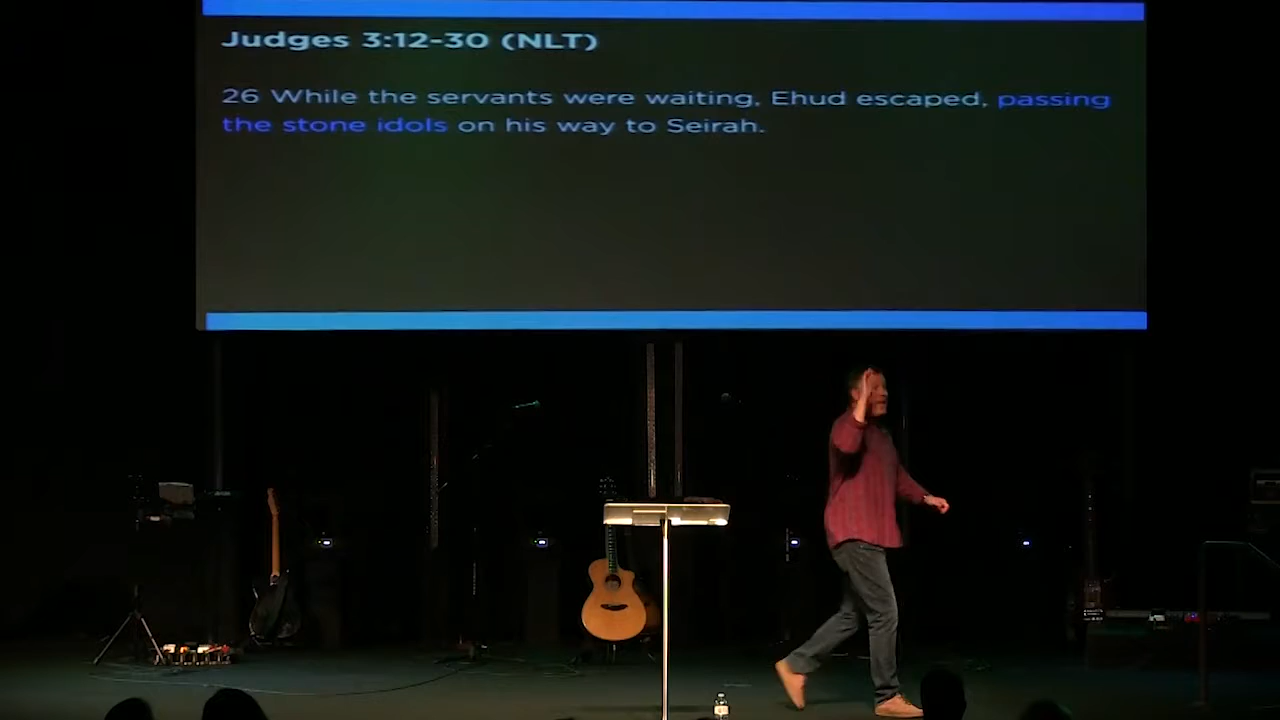 Judges 3:12-30 (NLT)
26 While the servants were waiting, Ehud escaped, passing
the stone idols on his way to Seirah.